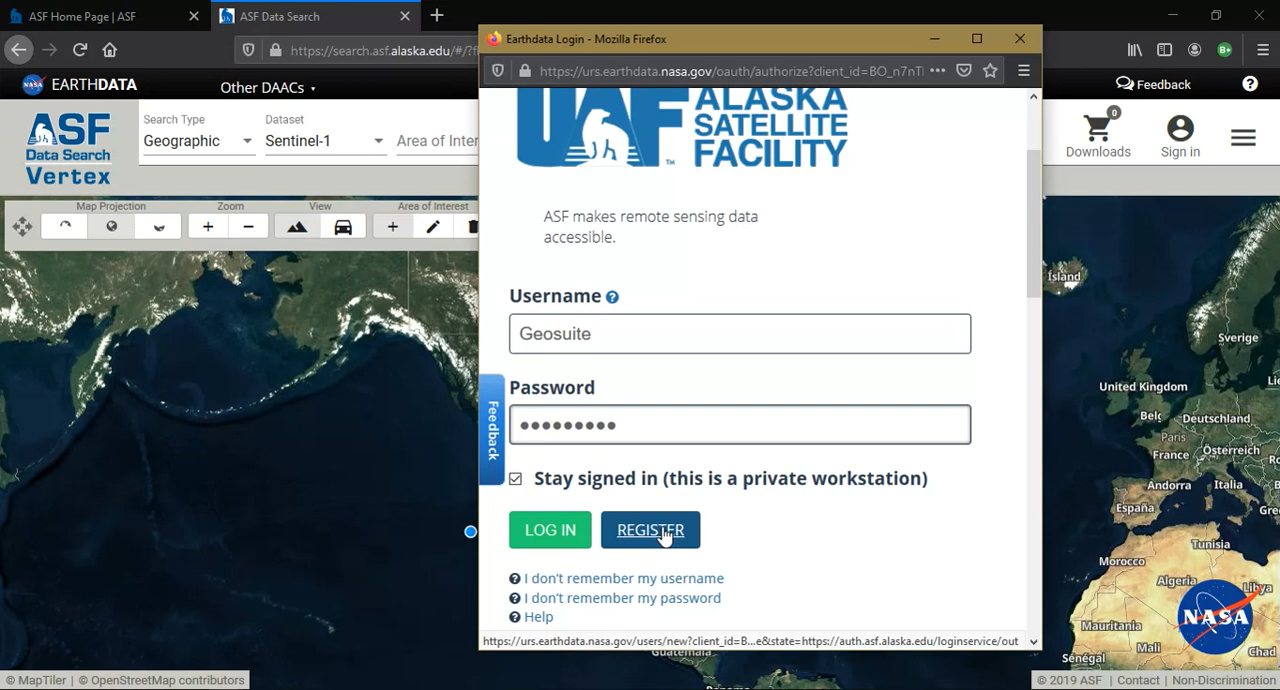 ASF Home Page | ASF
ASF Data Search
https://search.asf.alaska.edu/#/?f
EARTHDATA
Other DAACs
Feedback
ASF
Data Search
Vertex
Search Type
Geographic
Dataset
Sentinel-1
Area of Inter
0
Downloads
Sign in
Map Projection
Zoom
View
Area of Interest
Earthdata Login - Mozilla Firefox
https://urs.earthdata.nasa.gov/oauth/authorize?client_id=BO_n7nTI
UAF
ALASKA
SATELLITE
FACILITY
ASF makes remote sensing data
accessible.
Username
Geosuite
Password
Feedback
Stay signed in (this is a private workstation)
LOG IN
REGISTER
I don't remember my username
I don't remember my password
Help
https://urs.earthdata.nasa.gov/users/new?client_id=B...e&state=https://auth.asf.alaska.edu/loginservice/out
Ísland
Sverige
United Kingdom
Belg
Deutschland
Paris
France
Österreich
Andorra
Italia
España
Tunisia
Morocco
Algeria
Libya
Mauritania
Mali
Sénégal
Chad
NASA
Guatemala
Panama
© MapTiler | © OpenStreetMap contributors
© 2019 ASF | Contact | Non-Discrimination